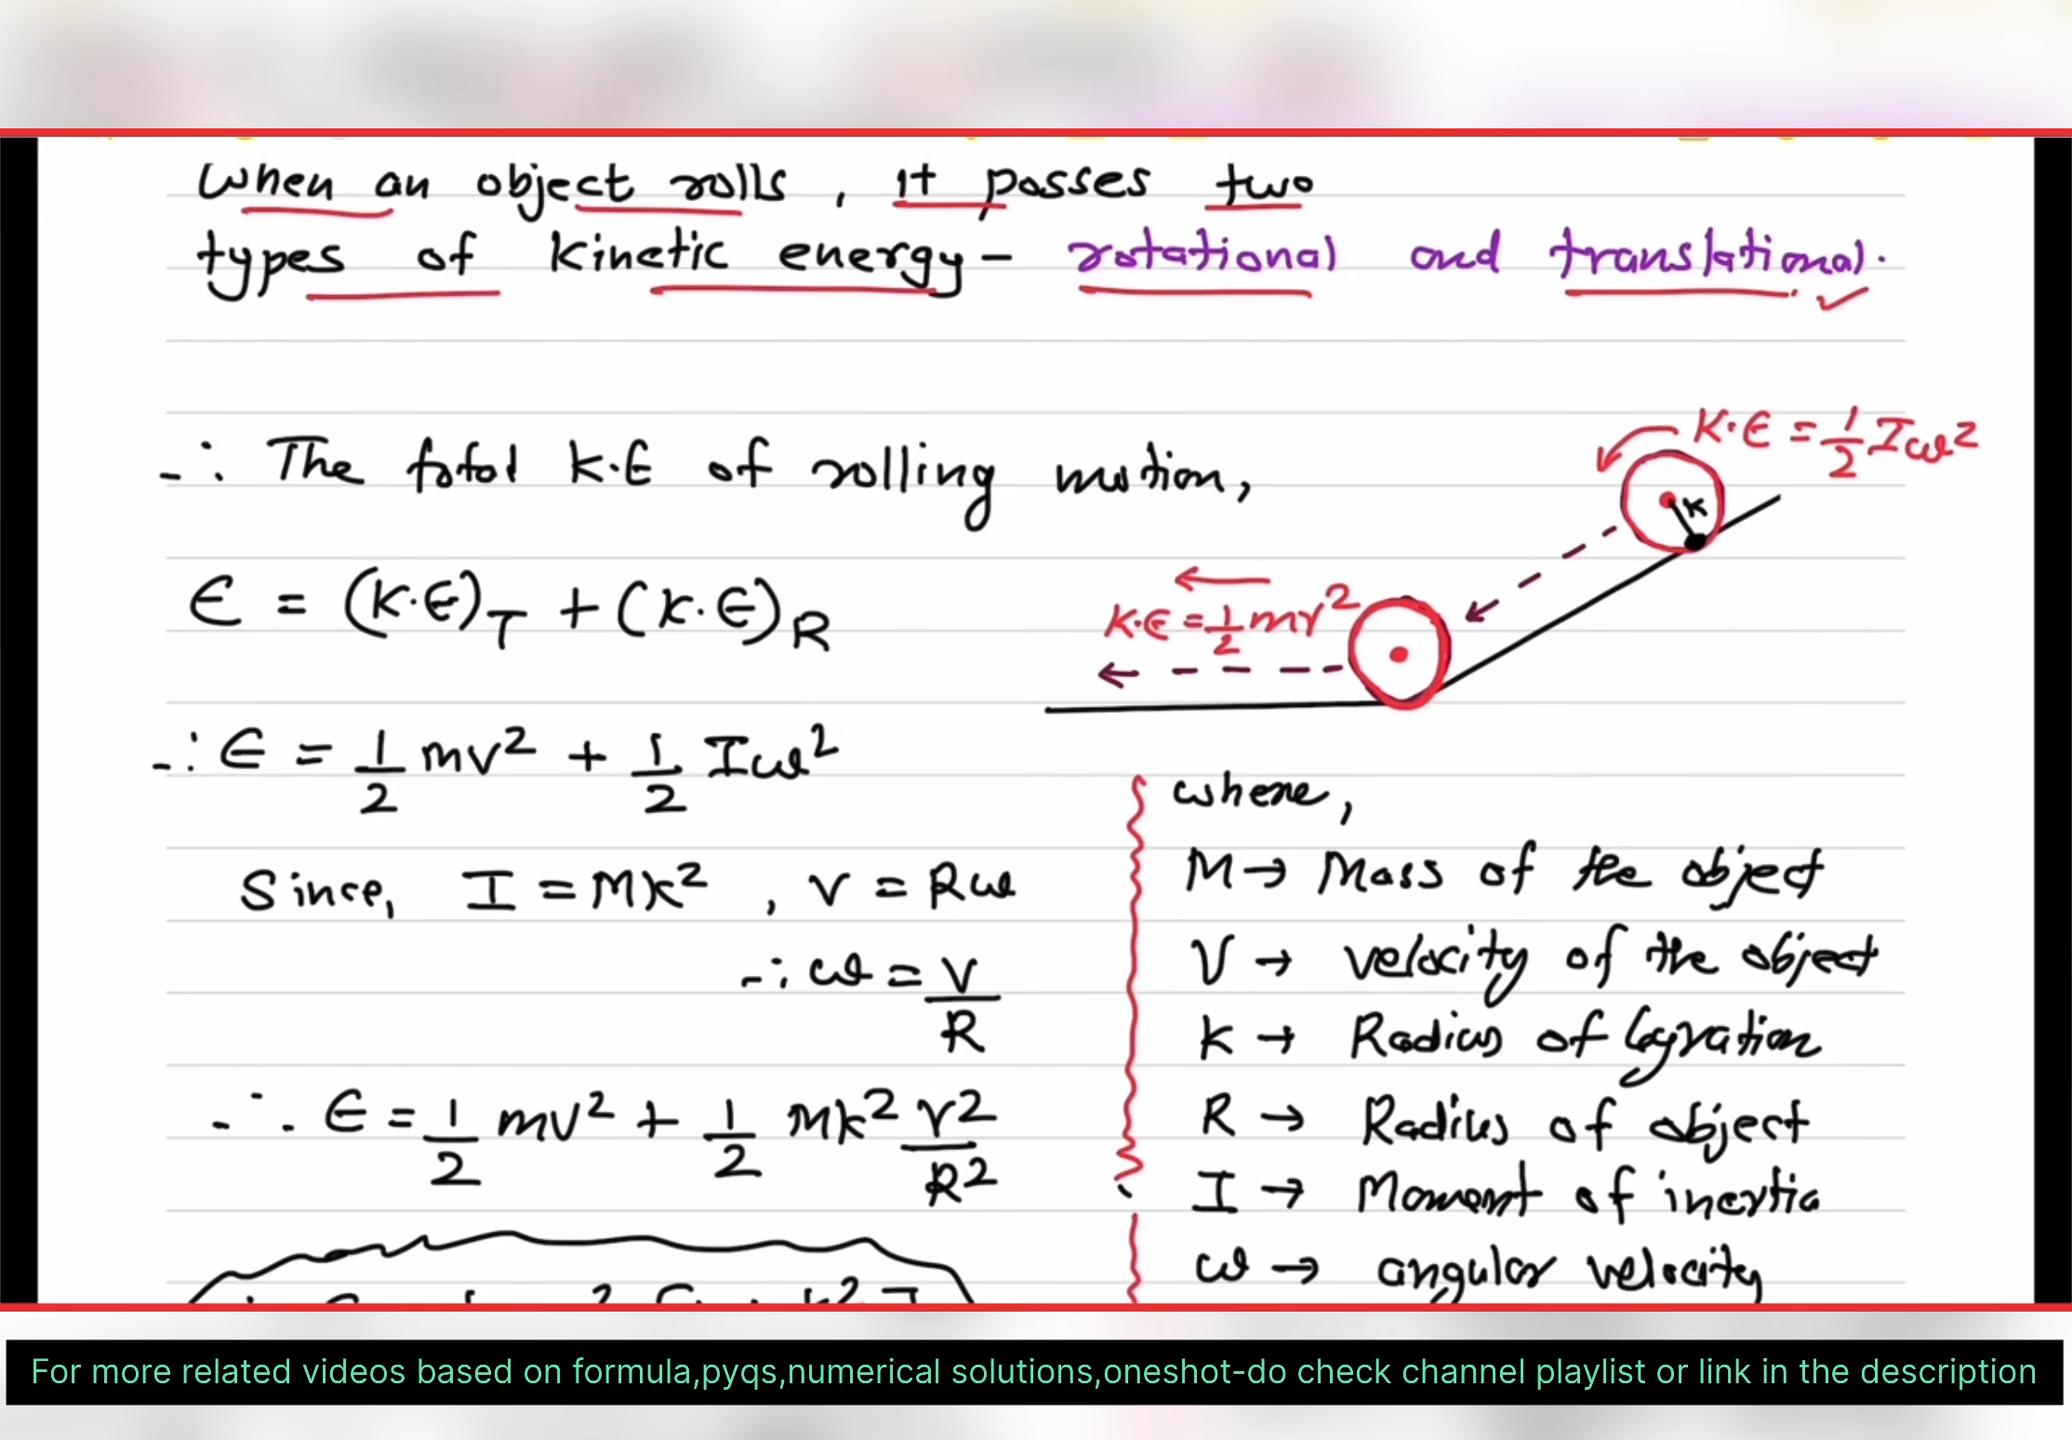 When an object rolls, it posses two
types of kinetic energy- rotational and translational.
∴ The total K.E of rolling motion,
K.E = 1/2 Iω²
K
E = (K.E)T + (K.E)R
K.E = 1/2 mv²
∴ E = 1/2 mv² + 1/2 Iω²
Since, I = MK² , v = Rω
∴ ω = V/R
∴ E = 1/2 mv² + 1/2 MK² v²/R²
where,
M → Mass of the object
V → velocity of the object
K → Radius of Gyration
R → Radius of object
I → Moment of inertia
ω → angular velocity
For more related videos based on formula,pyqs,numerical solutions,oneshot-do check channel playlist or link in the description